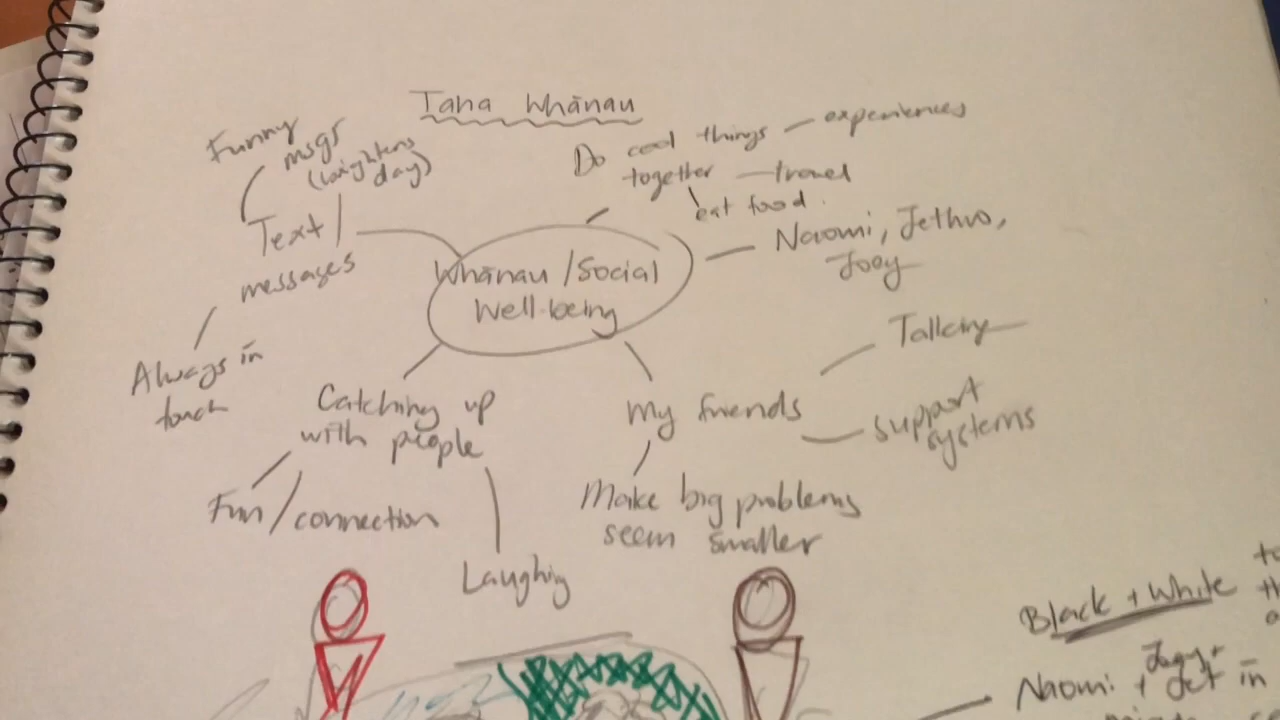 Taha Whānau
Funny
msgs
(brightens
day)
Text
messages
Always in
touch
Do cool things
together
experiences
travel
eat food.
Naomi, Jethro,
Joey
Whānau/Social
Well-being
Talking
My friends
support
systems
Catching up
with people
Make big problems
seem smaller
Fun/connection
Laughing
Black + White
Naomi +
Jet in